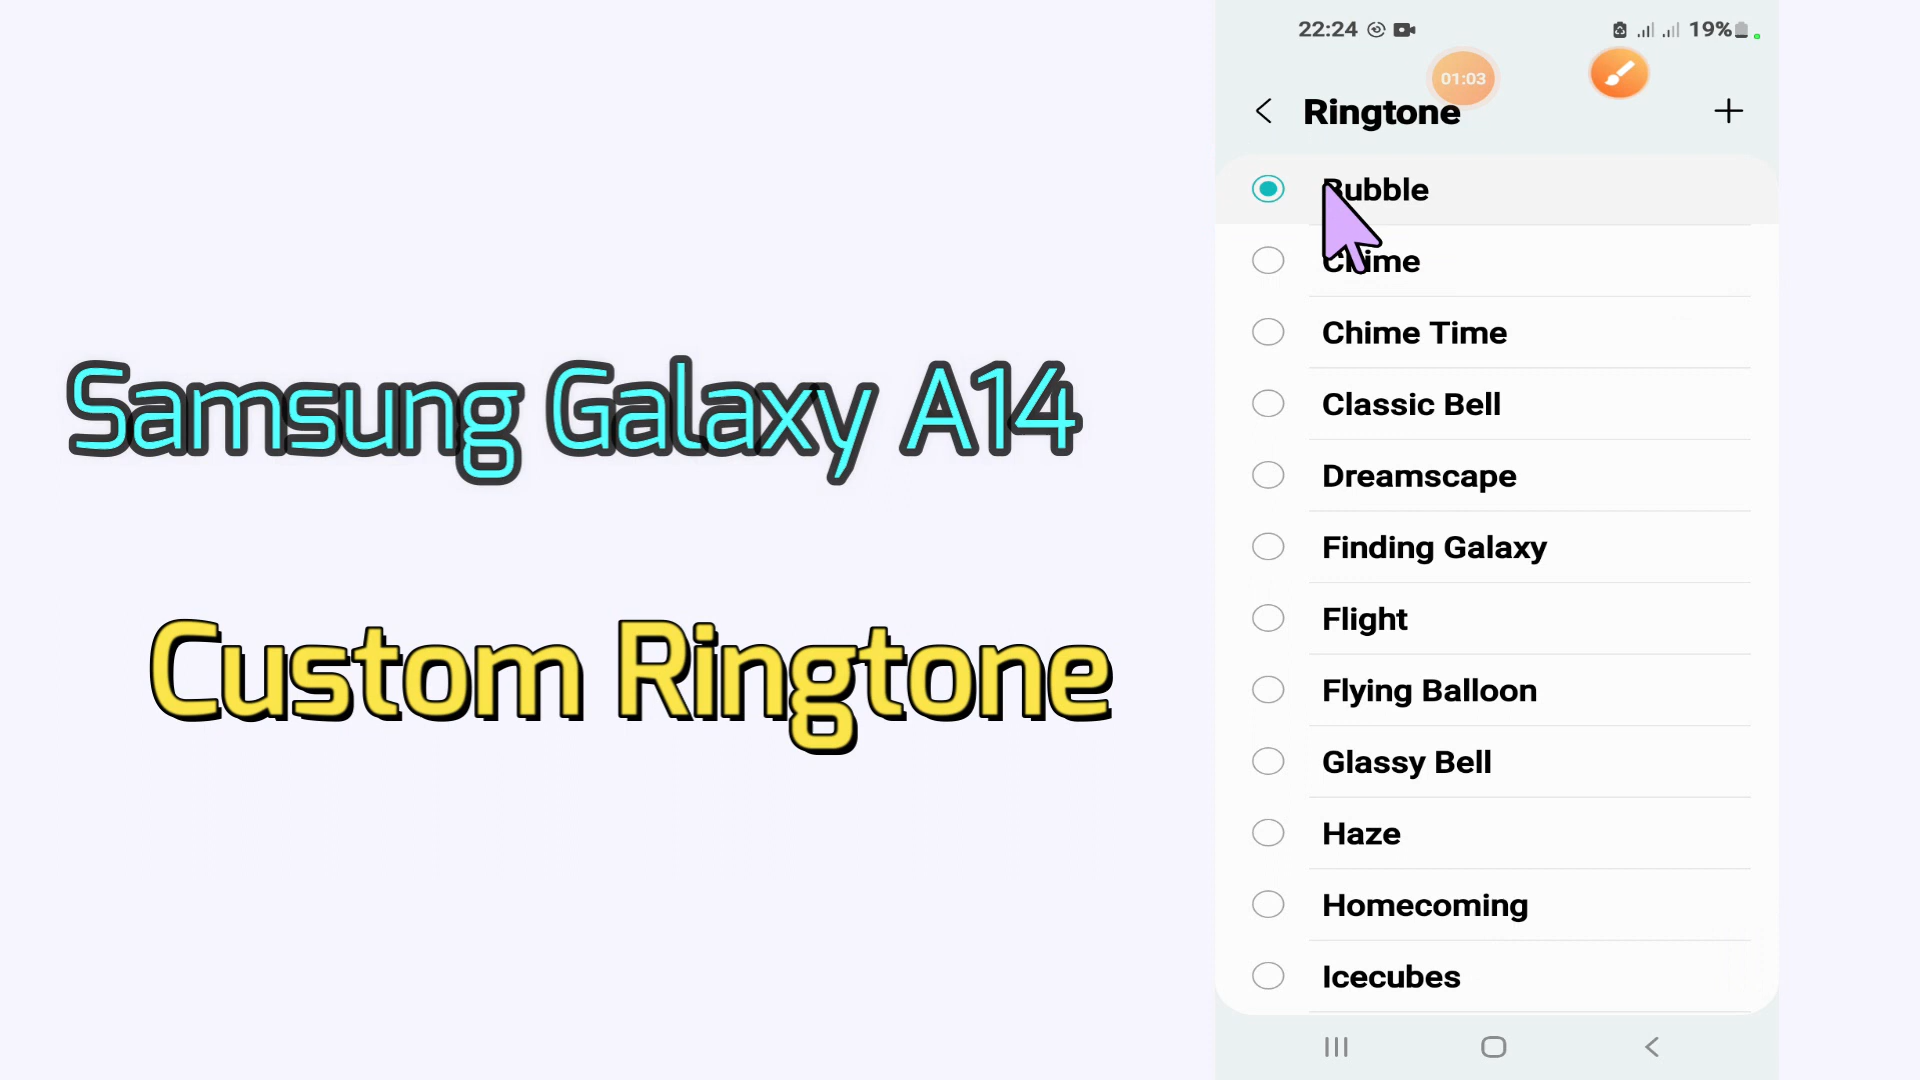 Samsung Galaxy A14
Custom Ringtone
22:24
19%
01:03
Ringtone
Bubble
Chime
Chime Time
Classic Bell
Dreamscape
Finding Galaxy
Flight
Flying Balloon
Glassy Bell
Haze
Homecoming
Icecubes